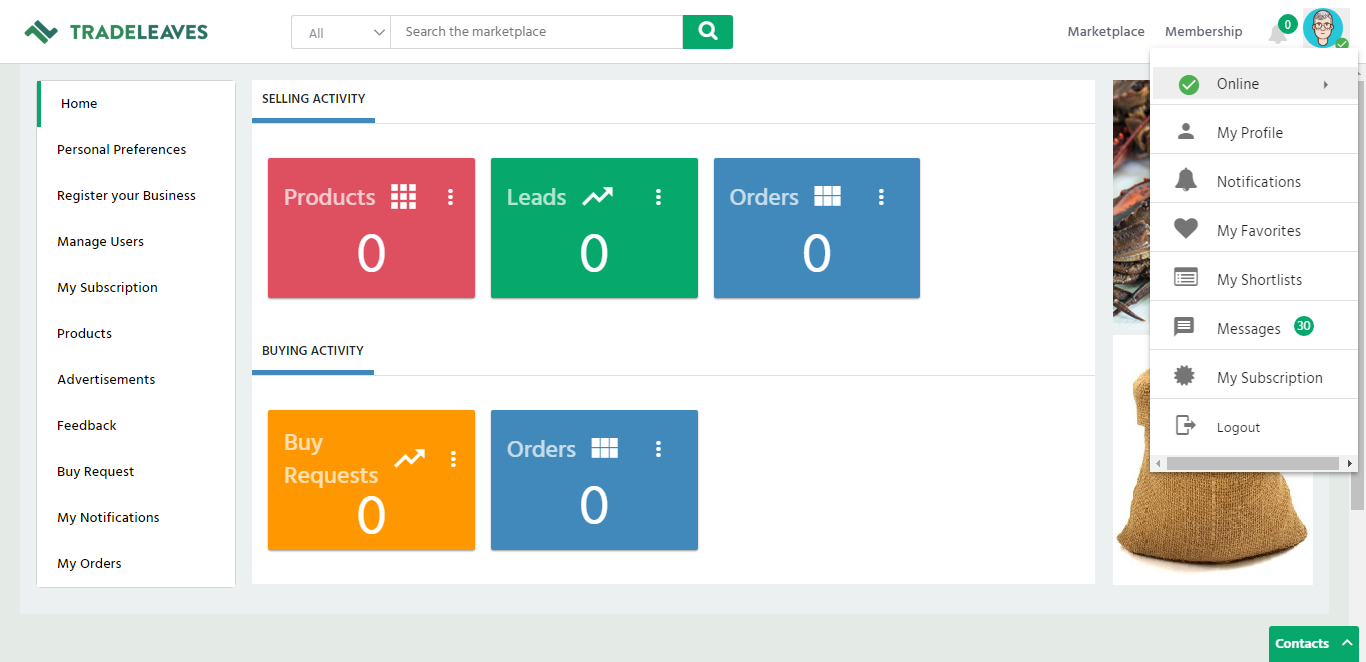 TRADELEAVES
All
Search the marketplace
Marketplace
Membership
0
Home
Personal Preferences
Register your Business
Manage Users
My Subscription
Products
Advertisements
Feedback
Buy Request
My Notifications
My Orders
SELLING ACTIVITY
Products
0
Leads
0
Orders
0
BUYING ACTIVITY
Buy
Requests
0
Orders
0
Online
My Profile
Notifications
My Favorites
My Shortlists
Messages 30
My Subscription
Logout
Contacts